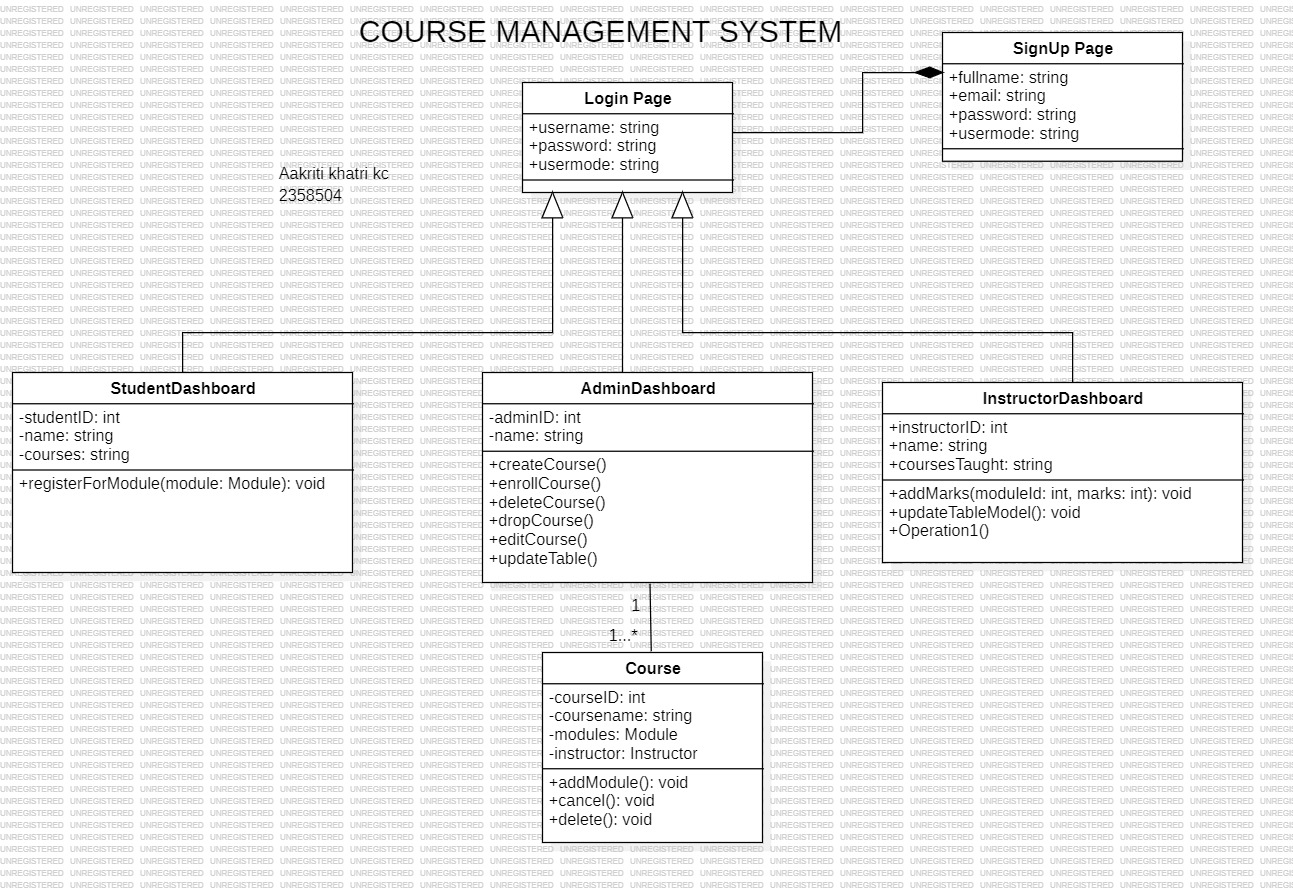 COURSE MANAGEMENT SYSTEM
SignUp Page
+fullname: string
+email: string
+password: string
+usermode: string
Login Page
+username: string
+password: string
+usermode: string
Aakriti khatri kc
2358504
StudentDashboard
-studentID: int
-name: string
-courses: string
+registerForModule(module: Module): void
AdminDashboard
-adminID: int
-name: string
+createCourse()
+enrollCourse()
+deleteCourse()
+dropCourse()
+editCourse()
+updateTable()
InstructorDashboard
+instructorID: int
+name: string
+coursesTaught: string
+addMarks(moduleId: int, marks: int): void
+updateTableModel(): void
+Operation1()
1
1...*
Course
-courseID: int
-coursename: string
-modules: Module
-instructor: Instructor
+addModule(): void
+cancel(): void
+delete(): void
UNREGISTERED